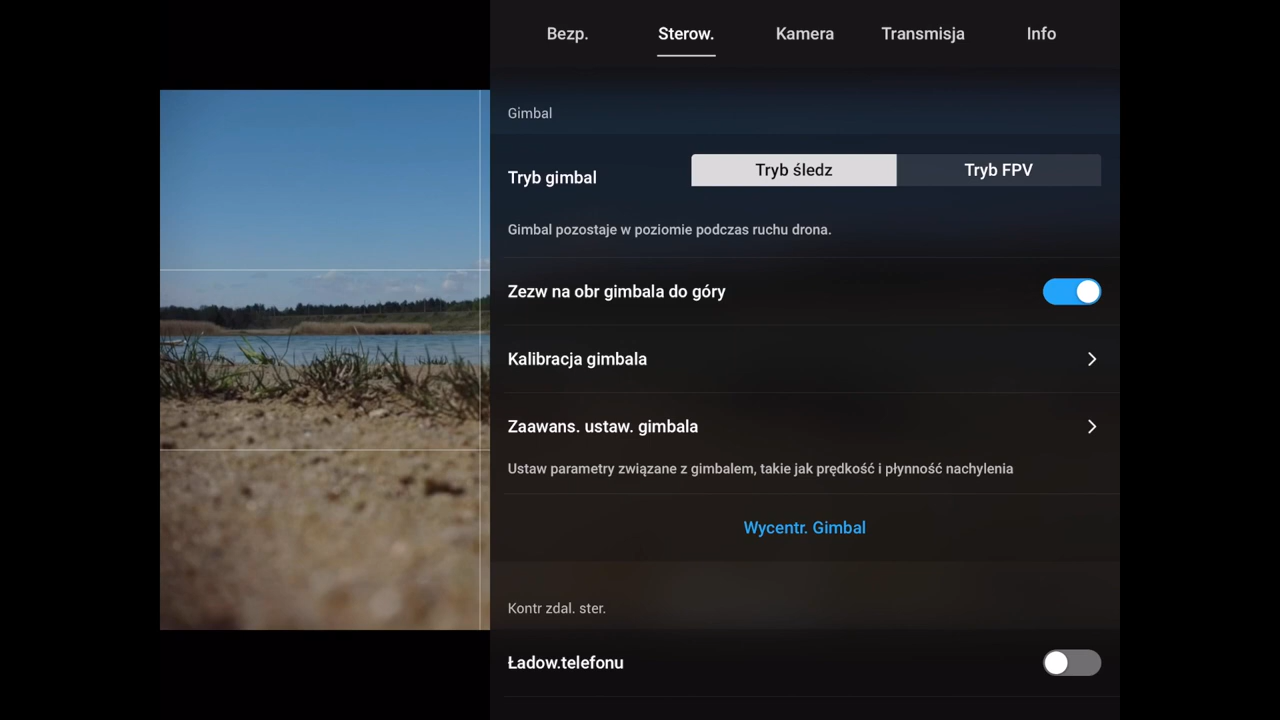 Bezp. Sterow. Kamera Transmisja Info
Gimbal
Tryb gimbal Tryb śledz Tryb FPV
Gimbal pozostaje w poziomie podczas ruchu drona.
Zezw na obr gimbala do góry
Kalibracja gimbala
Zaawans. ustaw. gimbala
Ustaw parametry związane z gimbalem, takie jak prędkość i płynność nachylenia
Wycentr. Gimbal
Kontr zdal. ster.
Ładow.telefonu